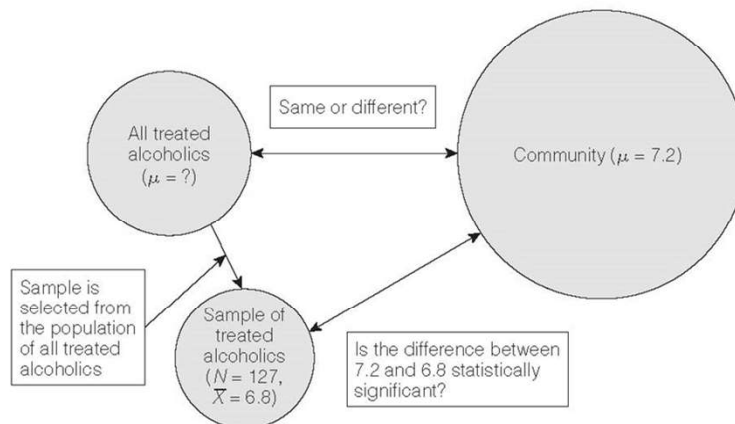 Same or different?
All treated
alcoholics
(μ = ?)
Community (μ = 7.2)
Sample is
selected from
the population
of all treated
alcoholics
Sample of
treated
alcoholics
(N = 127,
X̅ = 6.8)
Is the difference between
7.2 and 6.8 statistically
significant?